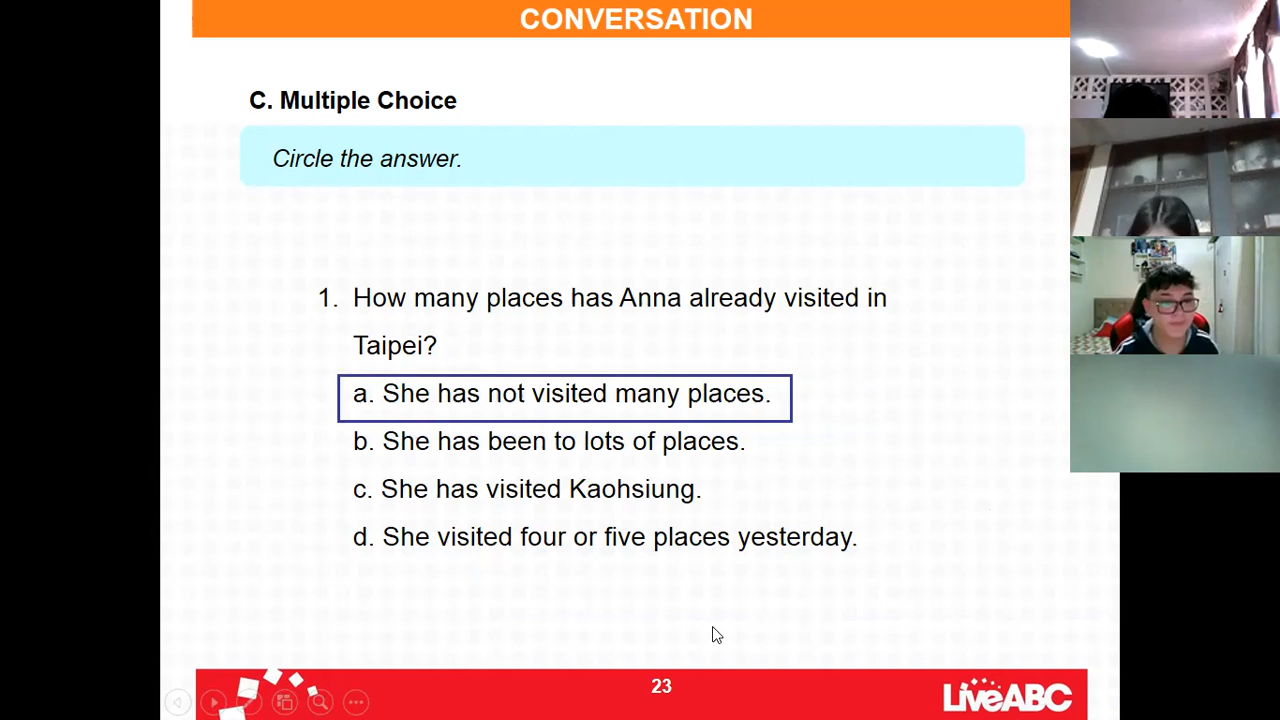 CONVERSATION
C. Multiple Choice
Circle the answer.
1. How many places has Anna already visited in
Taipei?
a. She has not visited many places.
b. She has been to lots of places.
c. She has visited Kaohsiung.
d. She visited four or five places yesterday.
23
LiveABC